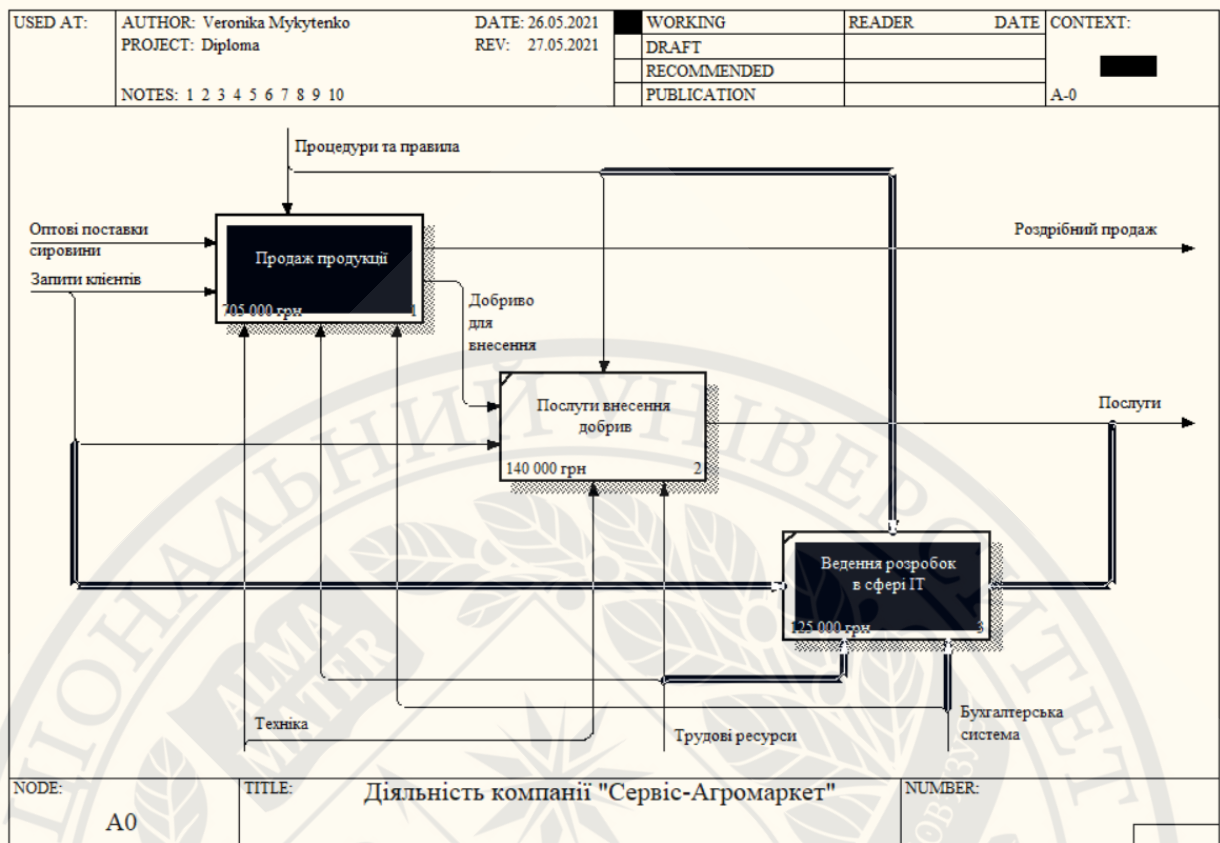 USED AT:
AUTHOR: Veronika Mykytenko
DATE: 26.05.2021
PROJECT: Diploma
REV: 27.05.2021
NOTES: 1 2 3 4 5 6 7 8 9 10
WORKING
DRAFT
RECOMMENDED
PUBLICATION
READER
DATE
CONTEXT:
A-0
Процедури та правила
Оптові поставки
сировини
Запити клієнтів
Продаж продукції
705 000 грн
1
Роздрібний продаж
Добриво
для
внесення
Послуги внесення
добрив
140 000 грн
2
Послуги
Ведення розробок
в сфері ІТ
125 000 грн
3
Техніка
Трудові ресурси
Бухгалтерська
система
NODE:
A0
TITLE:
Діяльність компанії "Сервіс-Агромаркет"
NUMBER:
ALMA
MATER